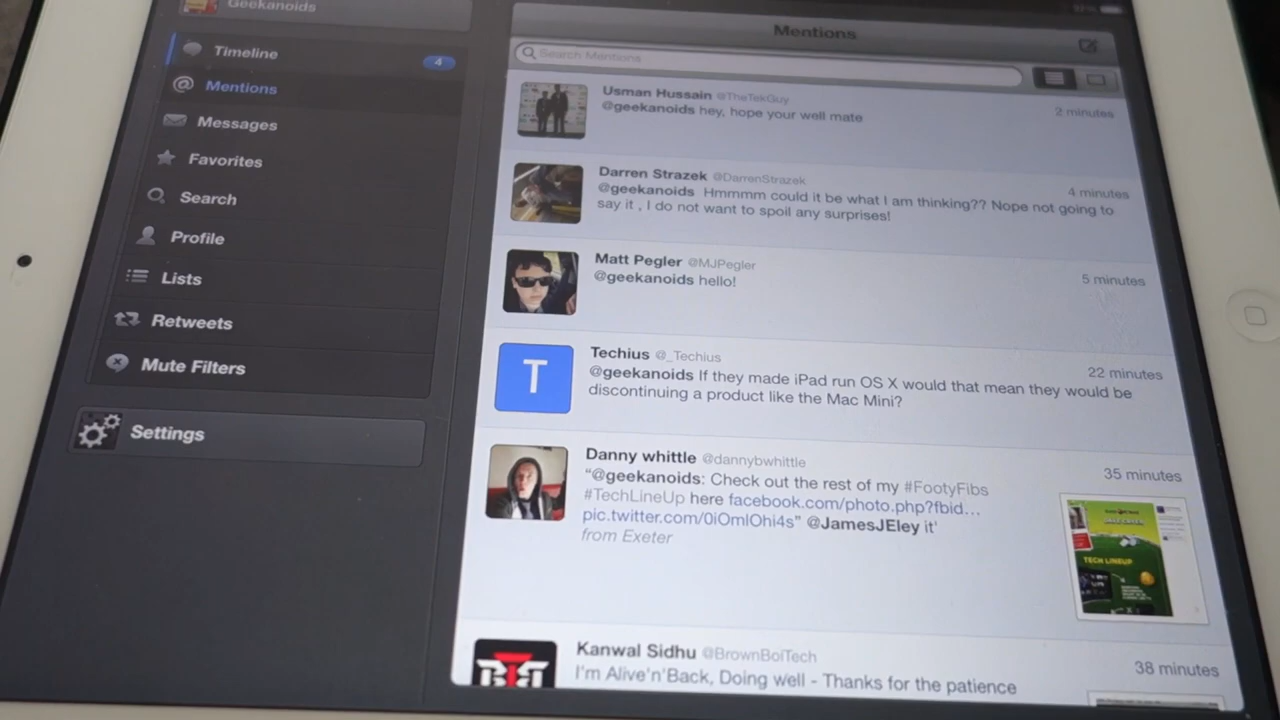 Geekanoids
Timeline
4
Mentions
Messages
Favorites
Search
Profile
Lists
Retweets
Mute Filters
Settings
Mentions
Search Mentions
Usman Hussain @TheTekGuy
2 minutes
@geekanoids hey, hope your well mate
Darren Strazek @DarrenStrazek
4 minutes
@geekanoids Hmmmm could it be what I am thinking?? Nope not going to
say it , I do not want to spoil any surprises!
Matt Pegler @MJPegler
5 minutes
@geekanoids hello!
T
Techius @_Techius
22 minutes
@geekanoids If they made iPad run OS X would that mean they would be
discontinuing a product like the Mac Mini?
Danny whittle @dannybwhittle
35 minutes
"@geekanoids: Check out the rest of my #FootyFibs
#TechLineUp here facebook.com/photo.php?fbid...
pic.twitter.com/0iOmlOhi4s" @JamesJEley it'
from Exeter
TECH LINEUP
Kanwal Sidhu @BrownBoiTech
38 minutes
I'm Alive'n'Back, Doing well - Thanks for the patience